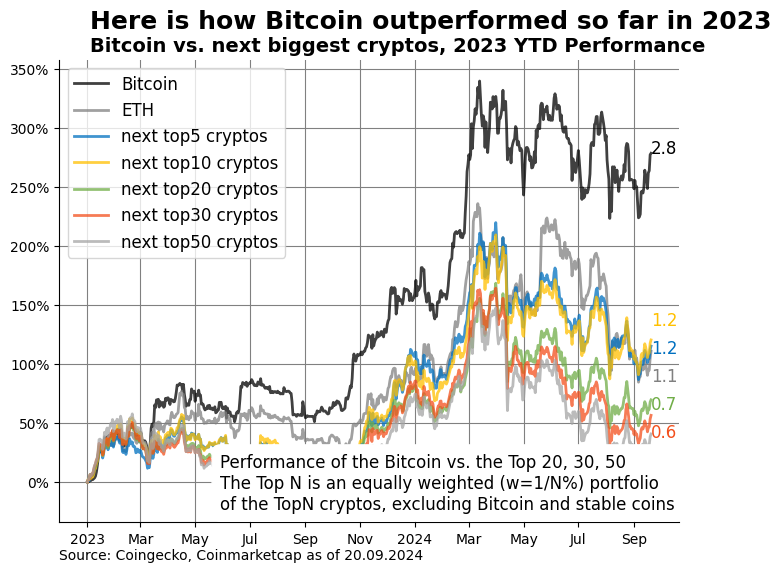 Here is how Bitcoin outperformed so far in 2023
Bitcoin vs. next biggest cryptos, 2023 YTD Performance
350%
300%
250%
200%
150%
100%
50%
0%
Bitcoin
ETH
next top5 cryptos
next top10 cryptos
next top20 cryptos
next top30 cryptos
next top50 cryptos
2.8
1.2
1.2
1.1
0.7
0.6
Performance of the Bitcoin vs. the Top 20, 30, 50
The Top N is an equally weighted (w=1/N%) portfolio
of the TopN cryptos, excluding Bitcoin and stable coins
2023 Mar May Jul Sep Nov 2024 Mar May Jul Sep
Source: Coingecko, Coinmarketcap as of 20.09.2024